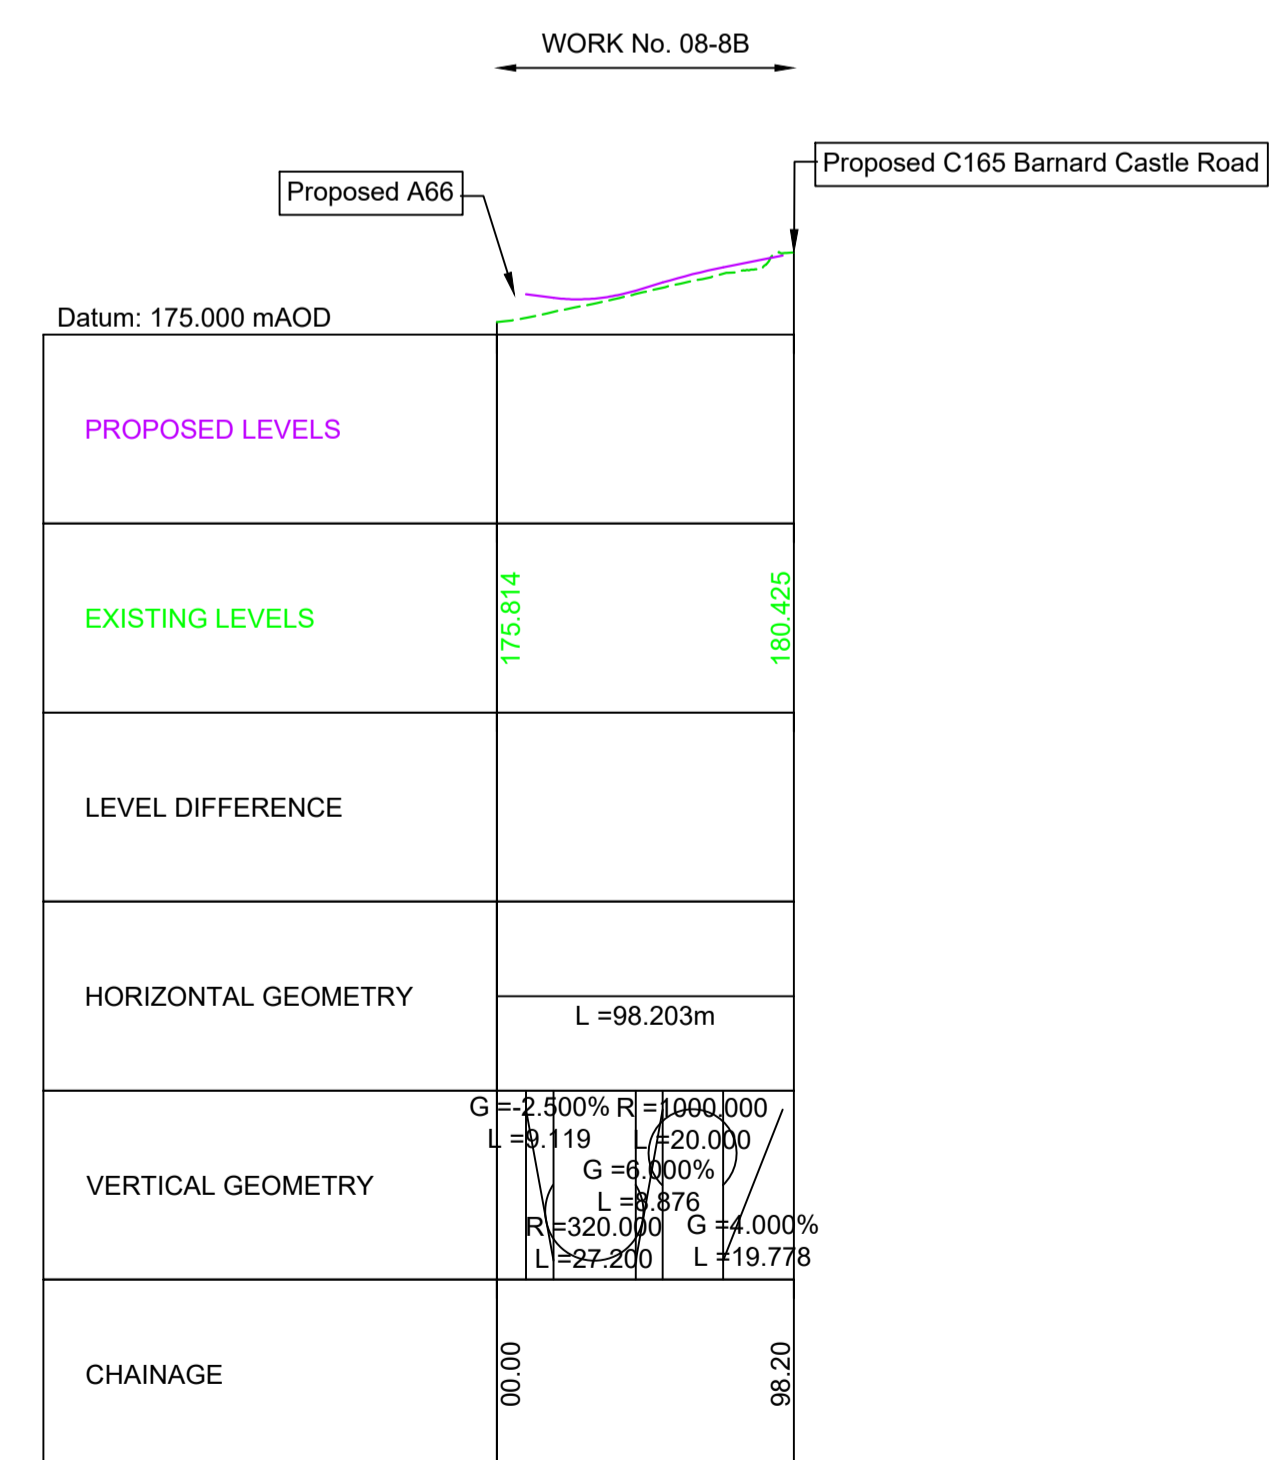 WORK No. 08-8B
Proposed C165 Barnard Castle Road
Proposed A66
Datum: 175.000 mAOD
PROPOSED LEVELS
EXISTING LEVELS
175.814
180.425
LEVEL DIFFERENCE
HORIZONTAL GEOMETRY
L =98.203m
VERTICAL GEOMETRY
G =-2.500%
L =9.119
R =320.000
L =27.200
G =6.000%
L =8.876
R =1000.000
L =20.000
G =4.000%
L =19.778
CHAINAGE
00.00
98.20